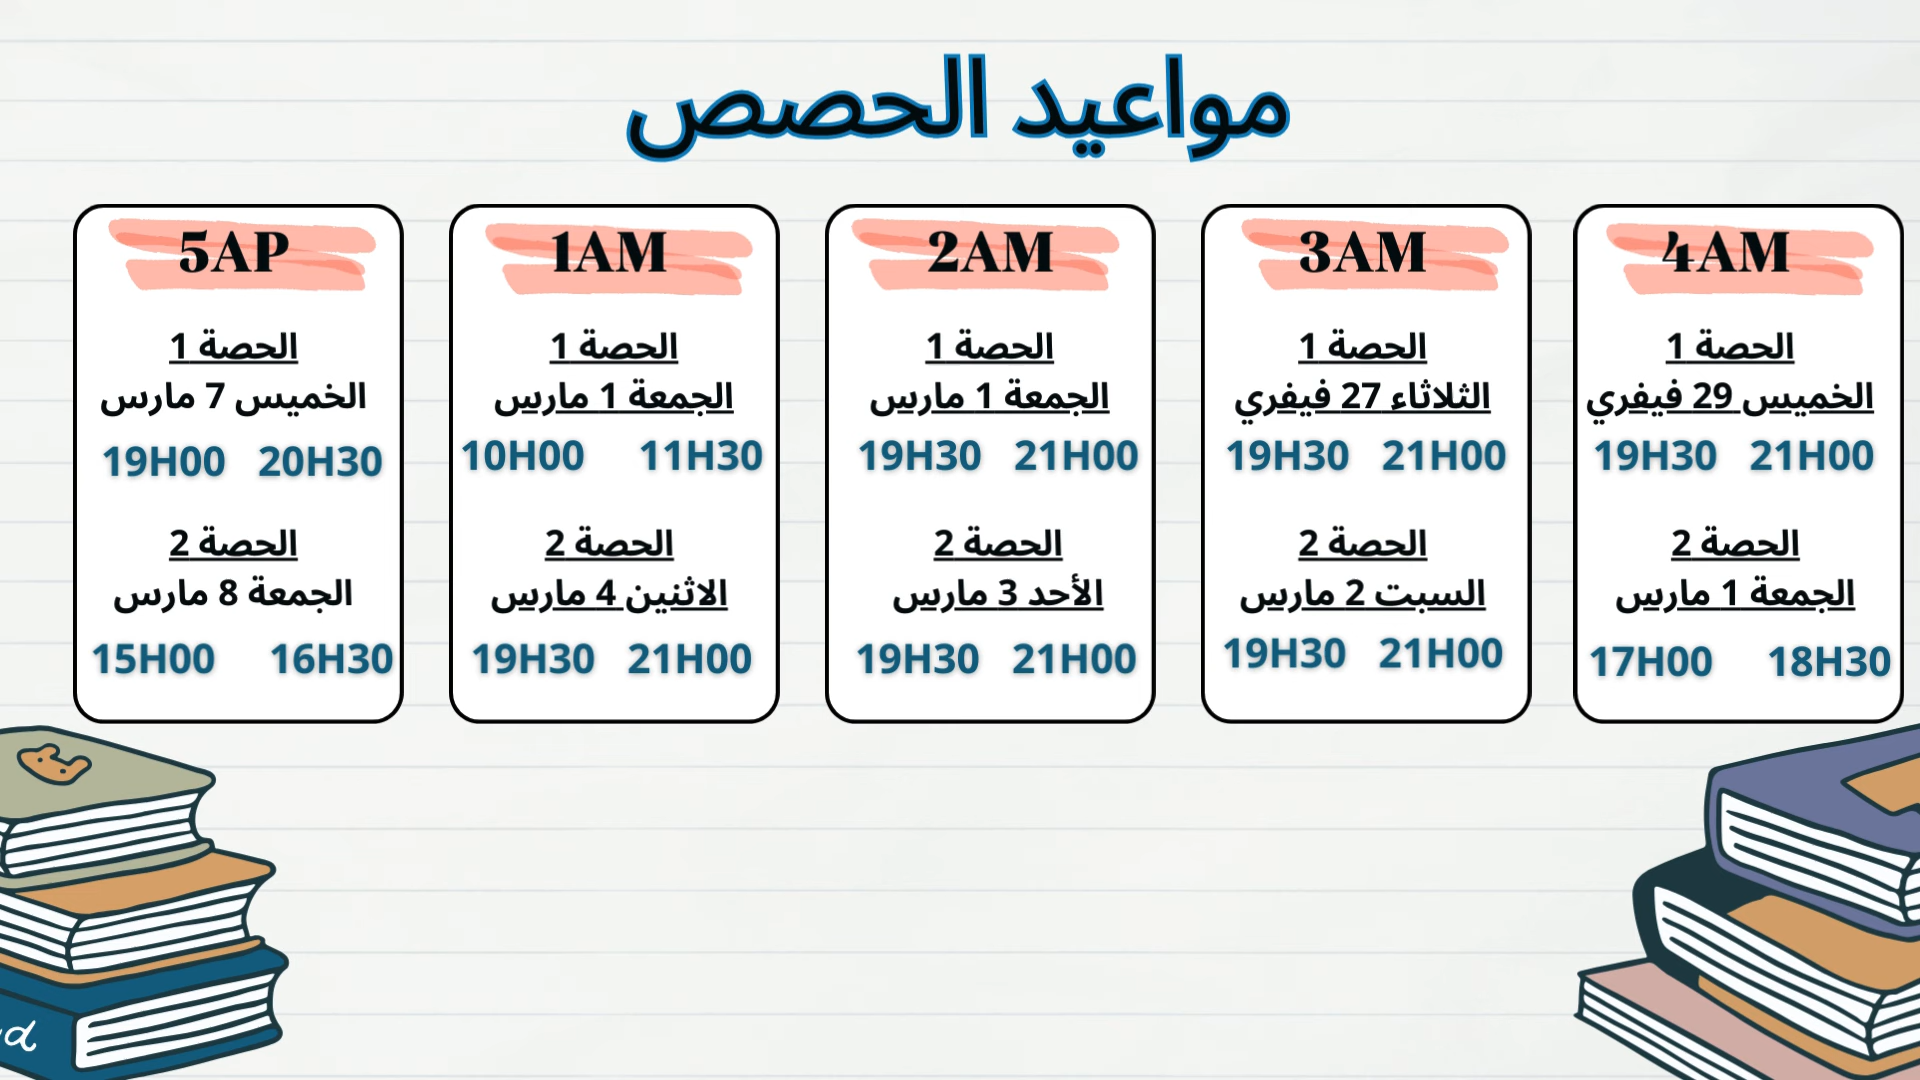 مواعيد الحصص
5AP
الحصة 1
الخميس 7 مارس
19H00 20H30
الحصة 2
الجمعة 8 مارس
15H00 16H30
1AM
الحصة 1
الجمعة 1 مارس
10H00 11H30
الحصة 2
الاثنين 4 مارس
19H30 21H00
2AM
الحصة 1
الجمعة 1 مارس
19H30 21H00
الحصة 2
الأحد 3 مارس
19H30 21H00
3AM
الحصة 1
الثلاثاء 27 فيفري
19H30 21H00
الحصة 2
السبت 2 مارس
19H30 21H00
4AM
الحصة 1
الخميس 29 فيفري
19H30 21H00
الحصة 2
الجمعة 1 مارس
17H00 18H30